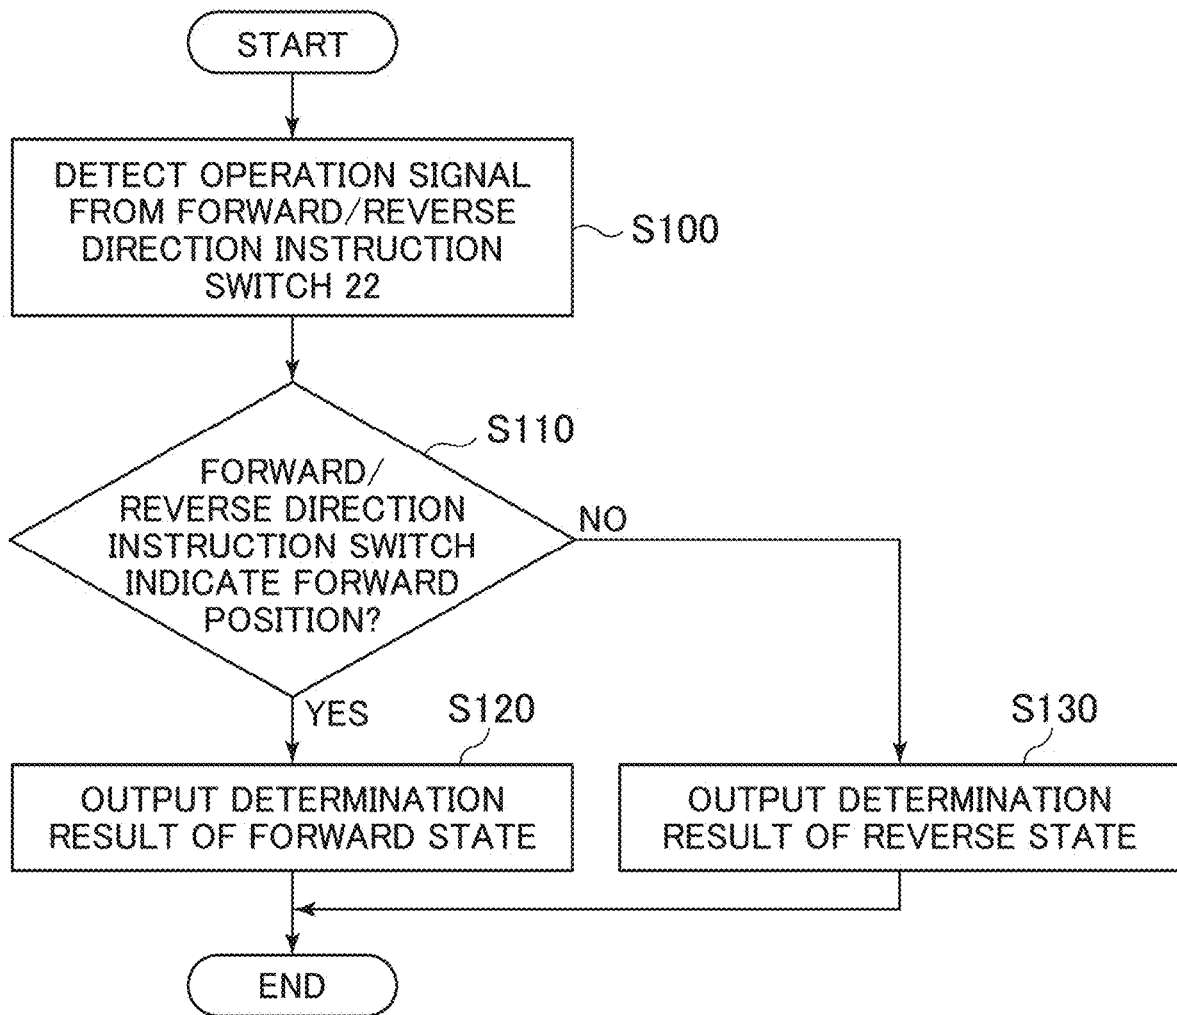 START
DETECT OPERATION SIGNAL
FROM FORWARD/REVERSE
DIRECTION INSTRUCTION
SWITCH 22
S100
S110
FORWARD/
REVERSE DIRECTION
INSTRUCTION SWITCH
INDICATE FORWARD
POSITION?
NO
YES
S120
OUTPUT DETERMINATION
RESULT OF FORWARD STATE
S130
OUTPUT DETERMINATION
RESULT OF REVERSE STATE
END